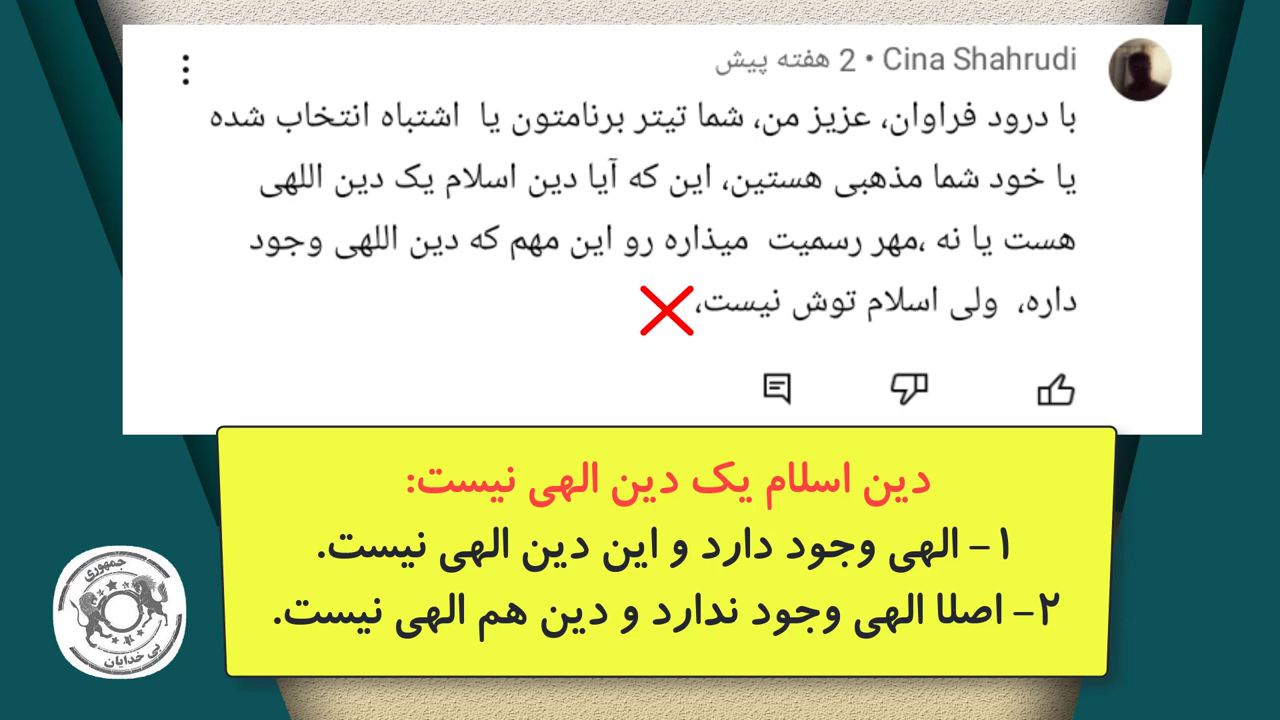 Cina Shahrudi • 2 هفته پیش
با درود فراوان، عزیز من، شما تیتر برنامتون یا اشتباه انتخاب شده
یا خود شما مذهبی هستین، این که آیا دین اسلام یک دین اللهی
هست یا نه ،مهر رسمیت میذاره رو این مهم که دین اللهی وجود
داره، ولی اسلام توش نیست،
دین اسلام یک دین الهی نیست:
۱- الهی وجود دارد و این دین الهی نیست.
۲- اصلا الهی وجود ندارد و دین هم الهی نیست.
جمهوری
بی خدایان